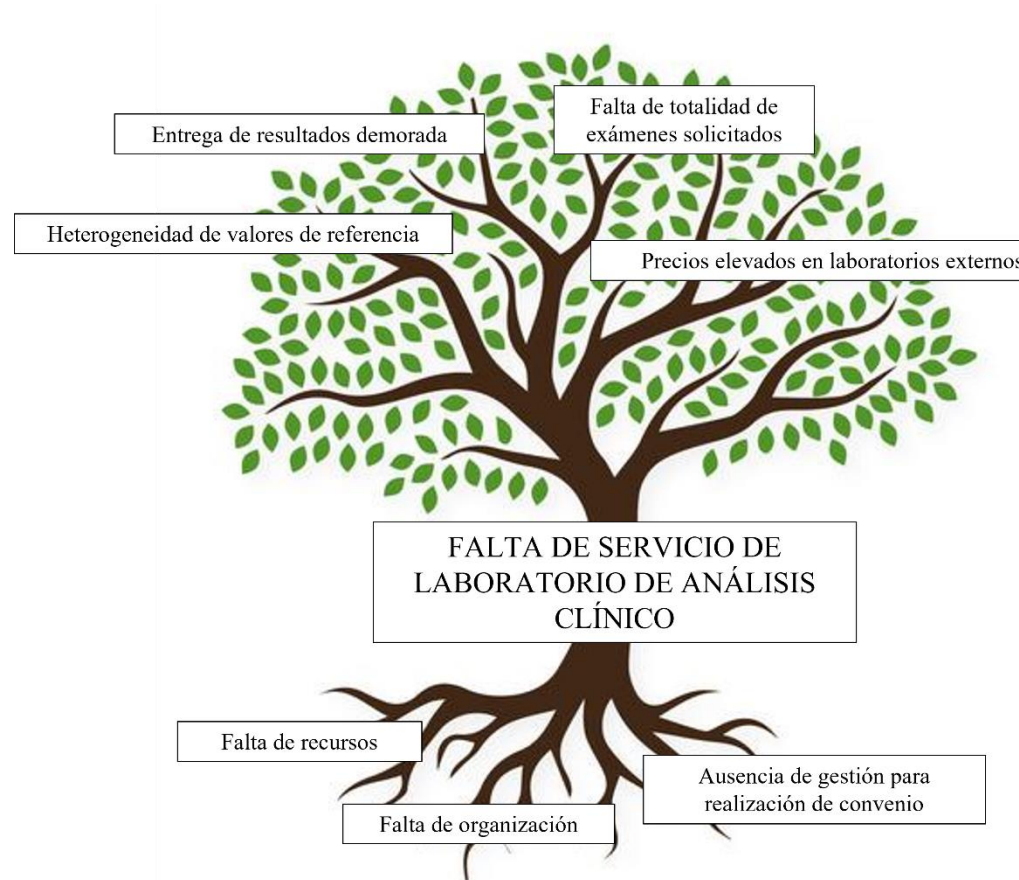 Falta de totalidad de
exámenes solicitados
Entrega de resultados demorada
Heterogeneidad de valores de referencia
Precios elevados en laboratorios externos
FALTA DE SERVICIO DE
LABORATORIO DE ANÁLISIS
CLÍNICO
Falta de recursos
Ausencia de gestión para
realización de convenio
Falta de organización